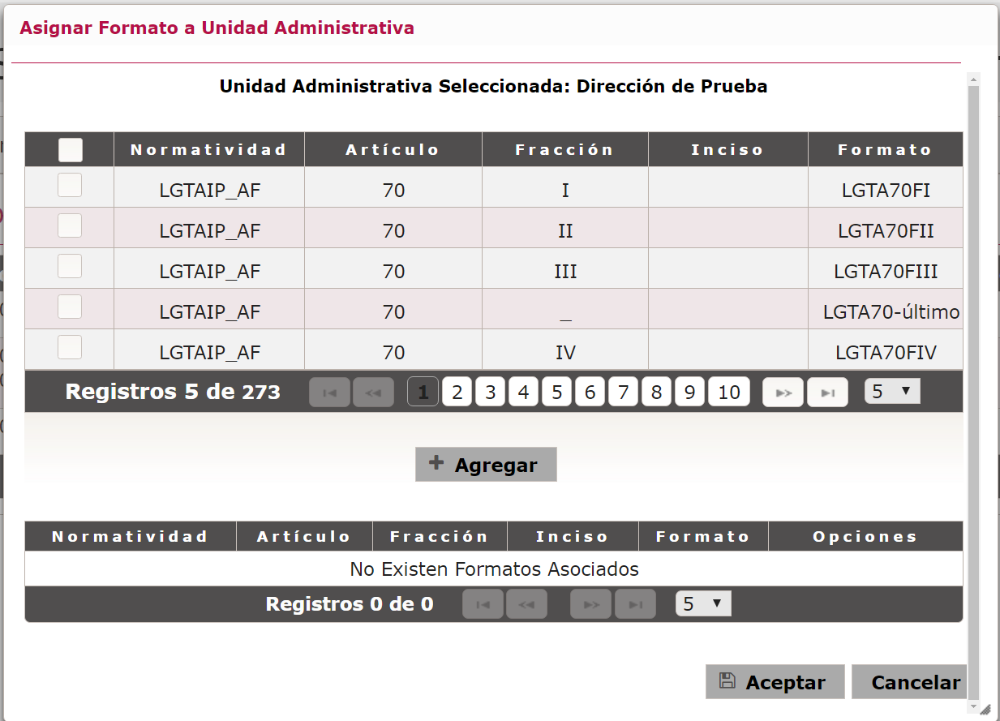 Asignar Formato a Unidad Administrativa
Unidad Administrativa Seleccionada: Dirección de Prueba
Normatividad Artículo Fracción Inciso Formato
LGTAIP_AF 70 I LGTA70FI
LGTAIP_AF 70 II LGTA70FII
LGTAIP_AF 70 III LGTA70FIII
LGTAIP_AF 70 _ LGTA70-último
LGTAIP_AF 70 IV LGTA70FIV
Registros 5 de 273 1 2 3 4 5 6 7 8 9 10 5
+ Agregar
Normatividad Artículo Fracción Inciso Formato Opciones
No Existen Formatos Asociados
Registros 0 de 0 5
Aceptar Cancelar